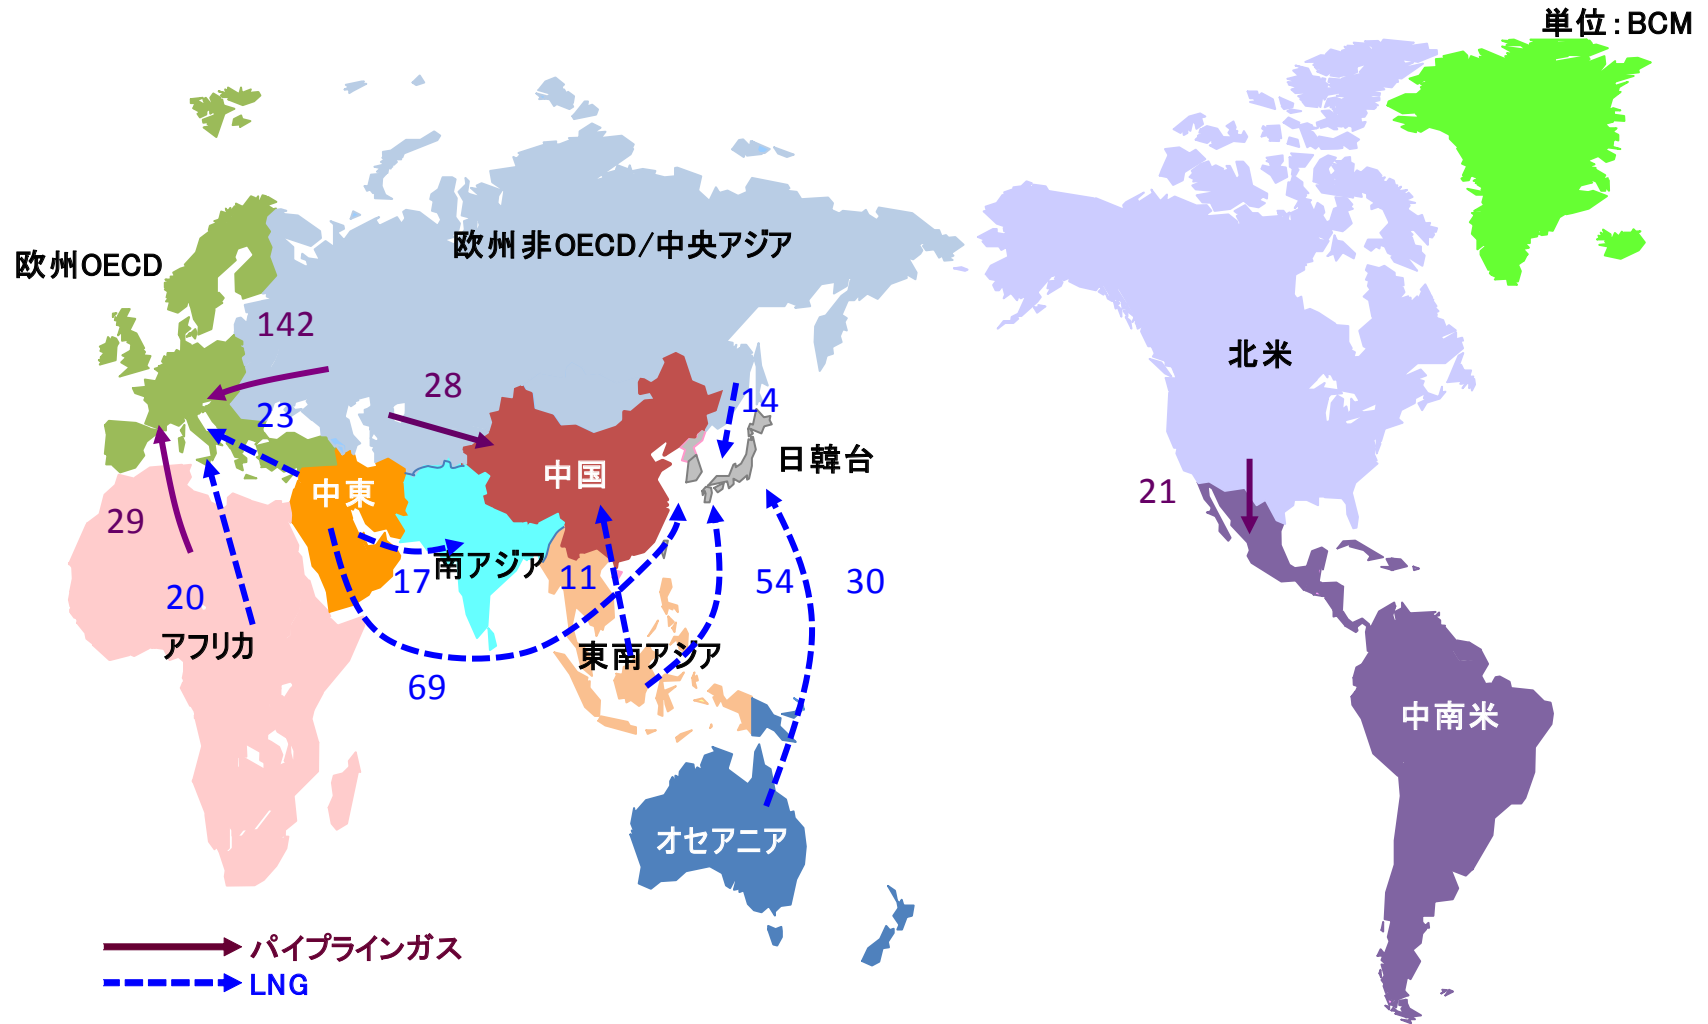 単位:BCM
欧州非OECD/中央アジア
欧州OECD
142
北米
28
14
23
日韓台
中国
中東
21
29
南アジア
17
11
54
30
20
アフリカ
東南アジア
69
中南米
オセアニア
パイプラインガス
LNG